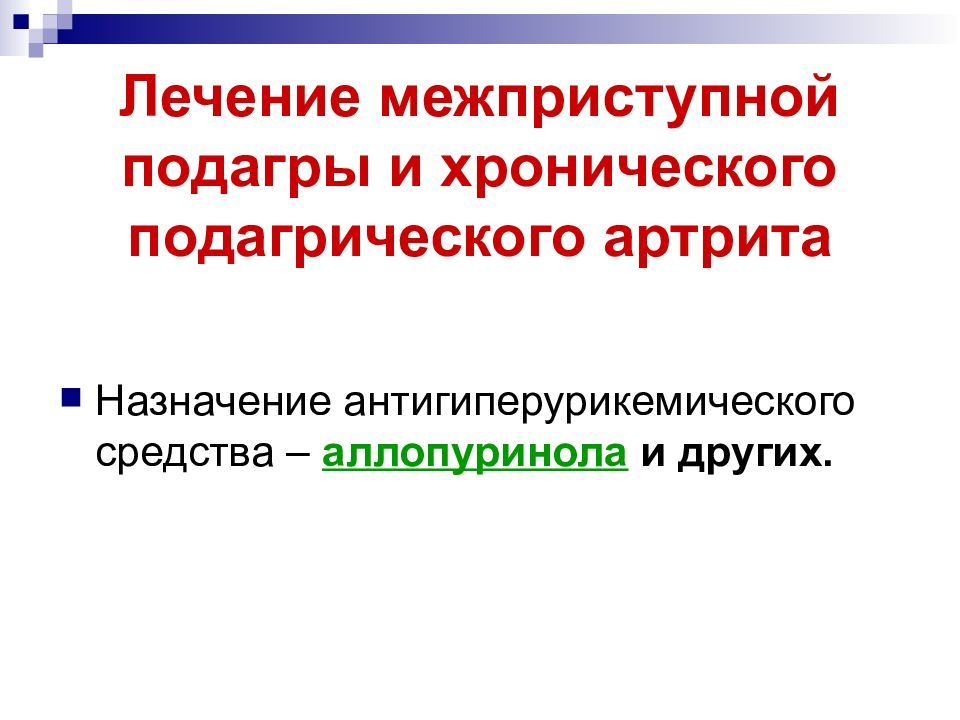 Лечение межприступной
подагры и хронического
подагрического артрита
Назначение антигиперурикемического
средства – аллопуринола и других.